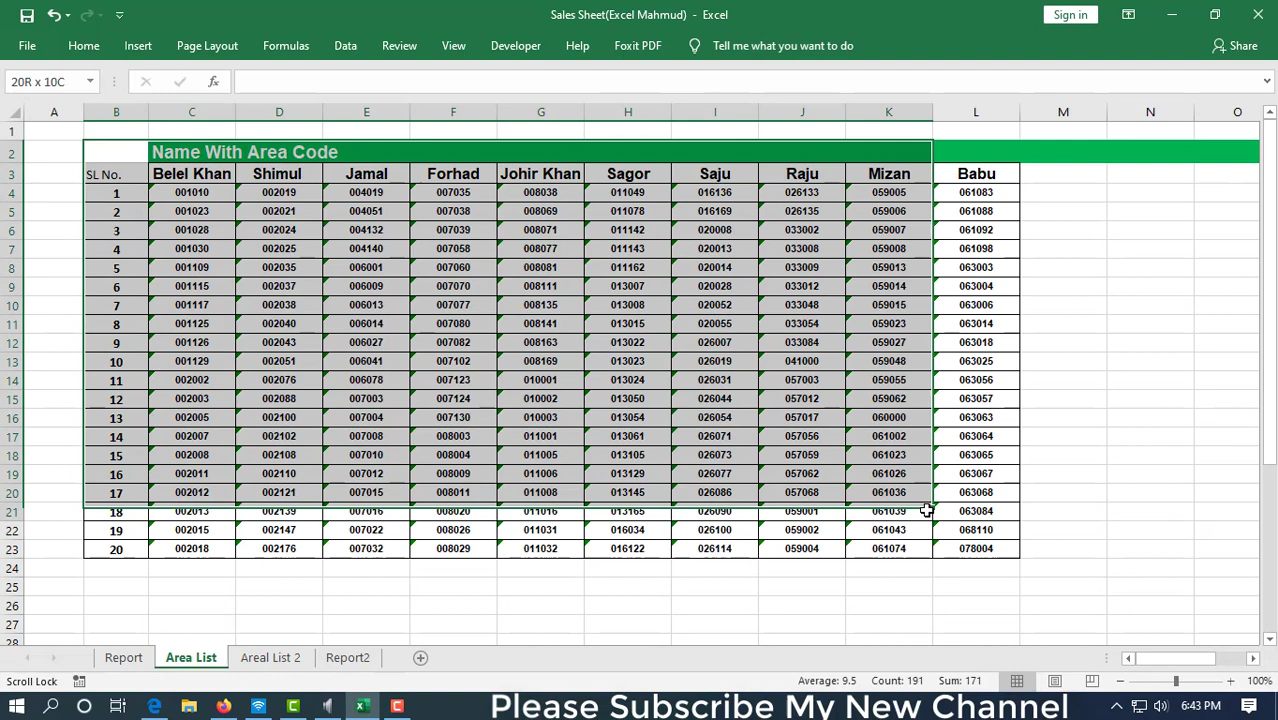 Sales Sheet(Excel Mahmud) - Excel
Sign in
File Home Insert Page Layout Formulas Data Review View Developer Help Foxit PDF Tell me what you want to do Share
20R x 10C fx
A B C D E F G H I J K L M N O
1
2 Name With Area Code
3 SL No. Belel Khan Shimul Jamal Forhad Johir Khan Sagor Saju Raju Mizan Babu
4 1 001010 002019 004019 007035 008038 011049 016136 026133 059005 061083
5 2 001023 002021 004051 007038 008069 011078 016169 026135 059006 061088
6 3 001028 002024 004132 007039 008071 011142 020008 033002 059007 061092
7 4 001030 002025 004140 007058 008077 011143 020013 033008 059008 061098
8 5 001109 002035 006001 007060 008081 011162 020014 033009 059013 063003
9 6 001115 002037 006009 007070 008111 013007 020028 033012 059014 063004
10 7 001117 002038 006013 007077 008135 013008 020052 033048 059015 063006
11 8 001125 002040 006014 007080 008141 013015 020055 033054 059023 063014
12 9 001126 002043 006027 007082 008163 013022 026007 033084 059027 063018
13 10 001129 002051 006041 007102 008169 013023 026019 041000 059048 063025
14 11 002002 002076 006078 007123 010001 013024 026031 057003 059055 063056
15 12 002003 002088 007003 007124 010002 013050 026044 057012 059062 063057
16 13 002005 002100 007004 007130 010003 013054 026054 057017 060000 063063
17 14 002007 002102 007008 008003 011001 013061 026071 057056 061002 063064
18 15 002008 002108 007010 008004 011005 013105 026073 057059 061023 063065
19 16 002011 002110 007012 008009 011006 013129 026077 057062 061026 063067
20 17 002012 002121 007015 008011 011008 013145 026086 057068 061036 063068
21 18 002013 002139 007016 008020 011016 013165 026090 059001 061039 063084
22 19 002015 002147 007022 008026 011031 016034 026100 059002 061043 068110
23 20 002018 002176 007032 008029 011032 016122 026114 059004 061074 078004
24
25
26
27
28
Report Area List Areal List 2 Report2
Scroll Lock Average: 9.5 Count: 191 Sum: 171 100%
Please Subscribe My New Channel 6:43 PM